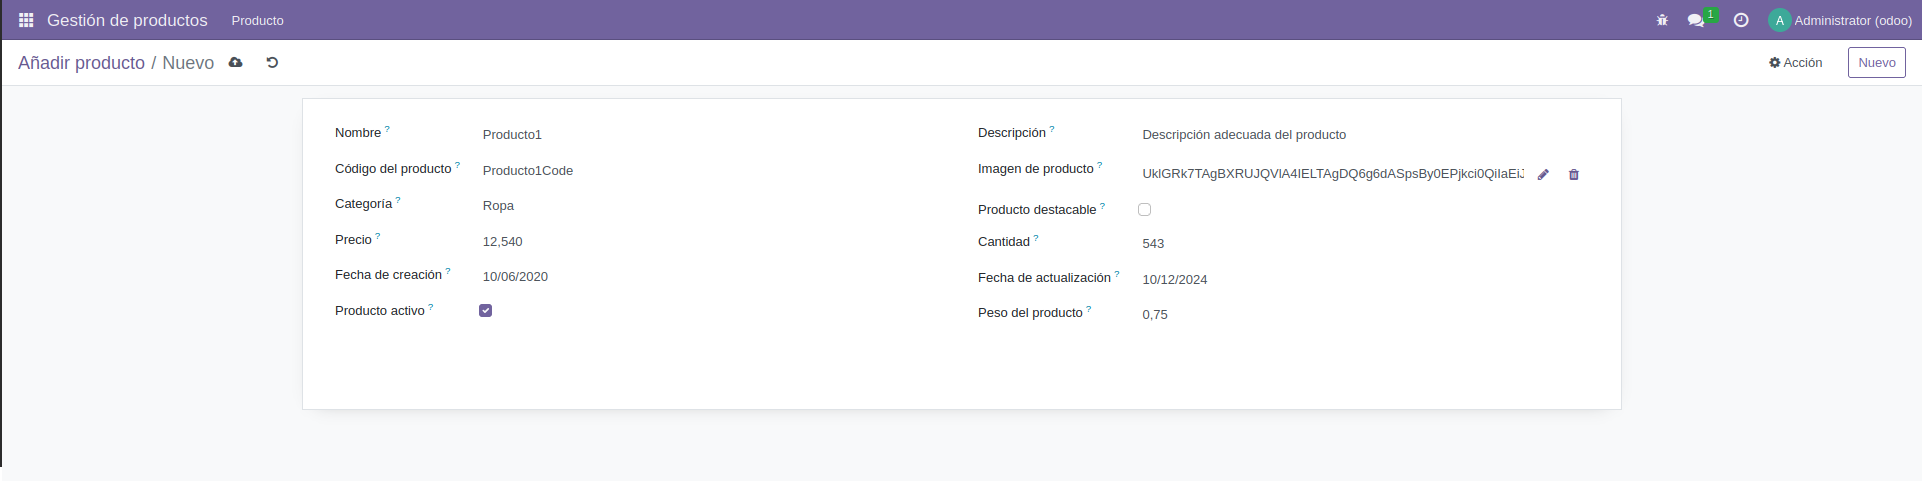 Gestión de productos Producto 1 A Administrator (odoo)
Añadir producto / Nuevo Acción Nuevo
Nombre ? Producto1
Código del producto ? Producto1Code
Categoría ? Ropa
Precio ? 12,540
Fecha de creación ? 10/06/2020
Producto activo ?
Descripción ? Descripción adecuada del producto
Imagen de producto ?
Producto destacable ?
Cantidad ? 543
Fecha de actualización ? 10/12/2024
Peso del producto ? 0,75